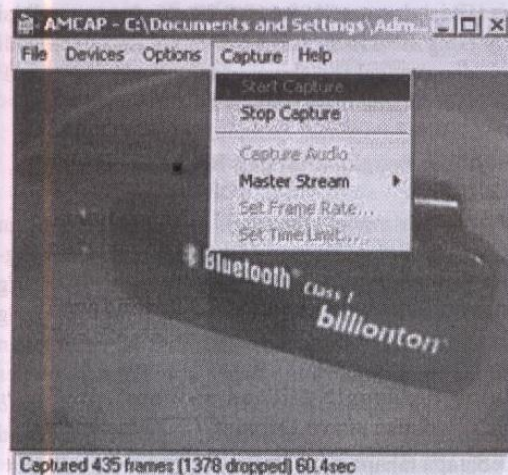 AMCAP - C:\Documents and Settings\Adm...
File Devices Options Capture Help
Start Capture
Stop Capture
Capture Audio
Master Stream
Set Frame Rate...
Set Time Limit...
Bluetooth
Class 1
billionton
Captured 435 frames (1378 dropped) 60.4sec